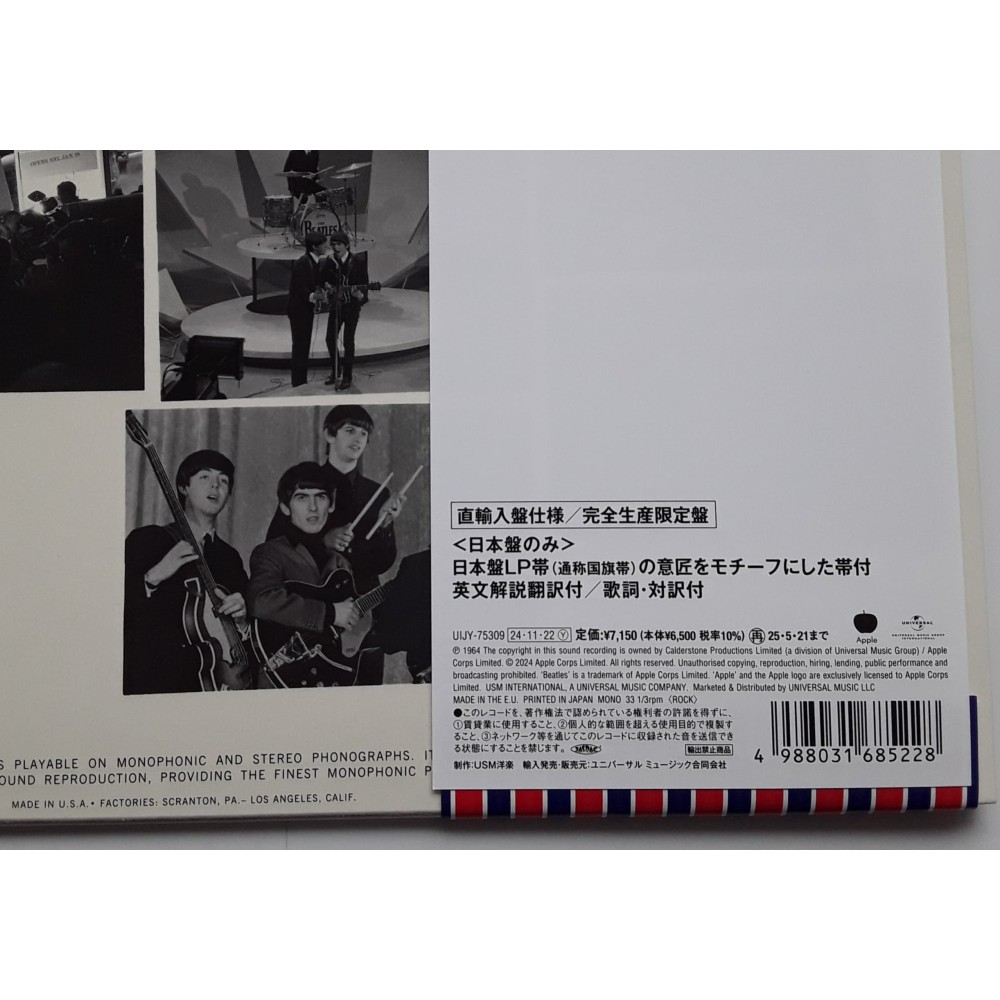 OPENS WED. JAN. 29
THE
BEATLES
直輸入盤仕様/完全生産限定盤
<日本盤のみ>
日本盤LP帯(通称国旗帯)の意匠をモチーフにした帯付
英文解説翻訳付/歌詞・対訳付
UIJY-75309 24・11・22 Ⓨ 定価:¥7,150(本体¥6,500 税率10%) 再 25・5・21まで
Apple
UNIVERSAL
UNIVERSAL MUSIC GROUP
INTERNATIONAL
℗ 1964 The copyright in this sound recording is owned by Calderstone Productions Limited (a division of Universal Music Group) / Apple
Corps Limited. © 2024 Apple Corps Limited. All rights reserved. Unauthorised copying, reproduction, hiring, lending, public performance and
broadcasting prohibited. 'Beatles' is a trademark of Apple Corps Limited. 'Apple' and the Apple logo are exclusively licensed to Apple Corps
Limited. USM INTERNATIONAL, A UNIVERSAL MUSIC COMPANY. Marketed & Distributed by UNIVERSAL MUSIC LLC
MADE IN THE E.U. PRINTED IN JAPAN MONO 33 1/3rpm 〈ROCK〉
●このレコードを、著作権法で認められている権利者の許諾を得ずに、
①賃貸業に使用すること、②個人的な範囲を超える使用目的で複製す
ること、③ネットワーク等を通じてこのレコードに収録された音を送信でき
る状態にすることを禁じます。
輸出禁止商品
制作:USM洋楽 輸入発売・販売元:ユニバーサル ミュージック合同会社
4 988031 685228
S PLAYABLE ON MONOPHONIC AND STEREO PHONOGRAPHS. IT
OUND REPRODUCTION, PROVIDING THE FINEST MONOPHONIC P
MADE IN U.S.A. • FACTORIES: SCRANTON, PA.– LOS ANGELES, CALIF.